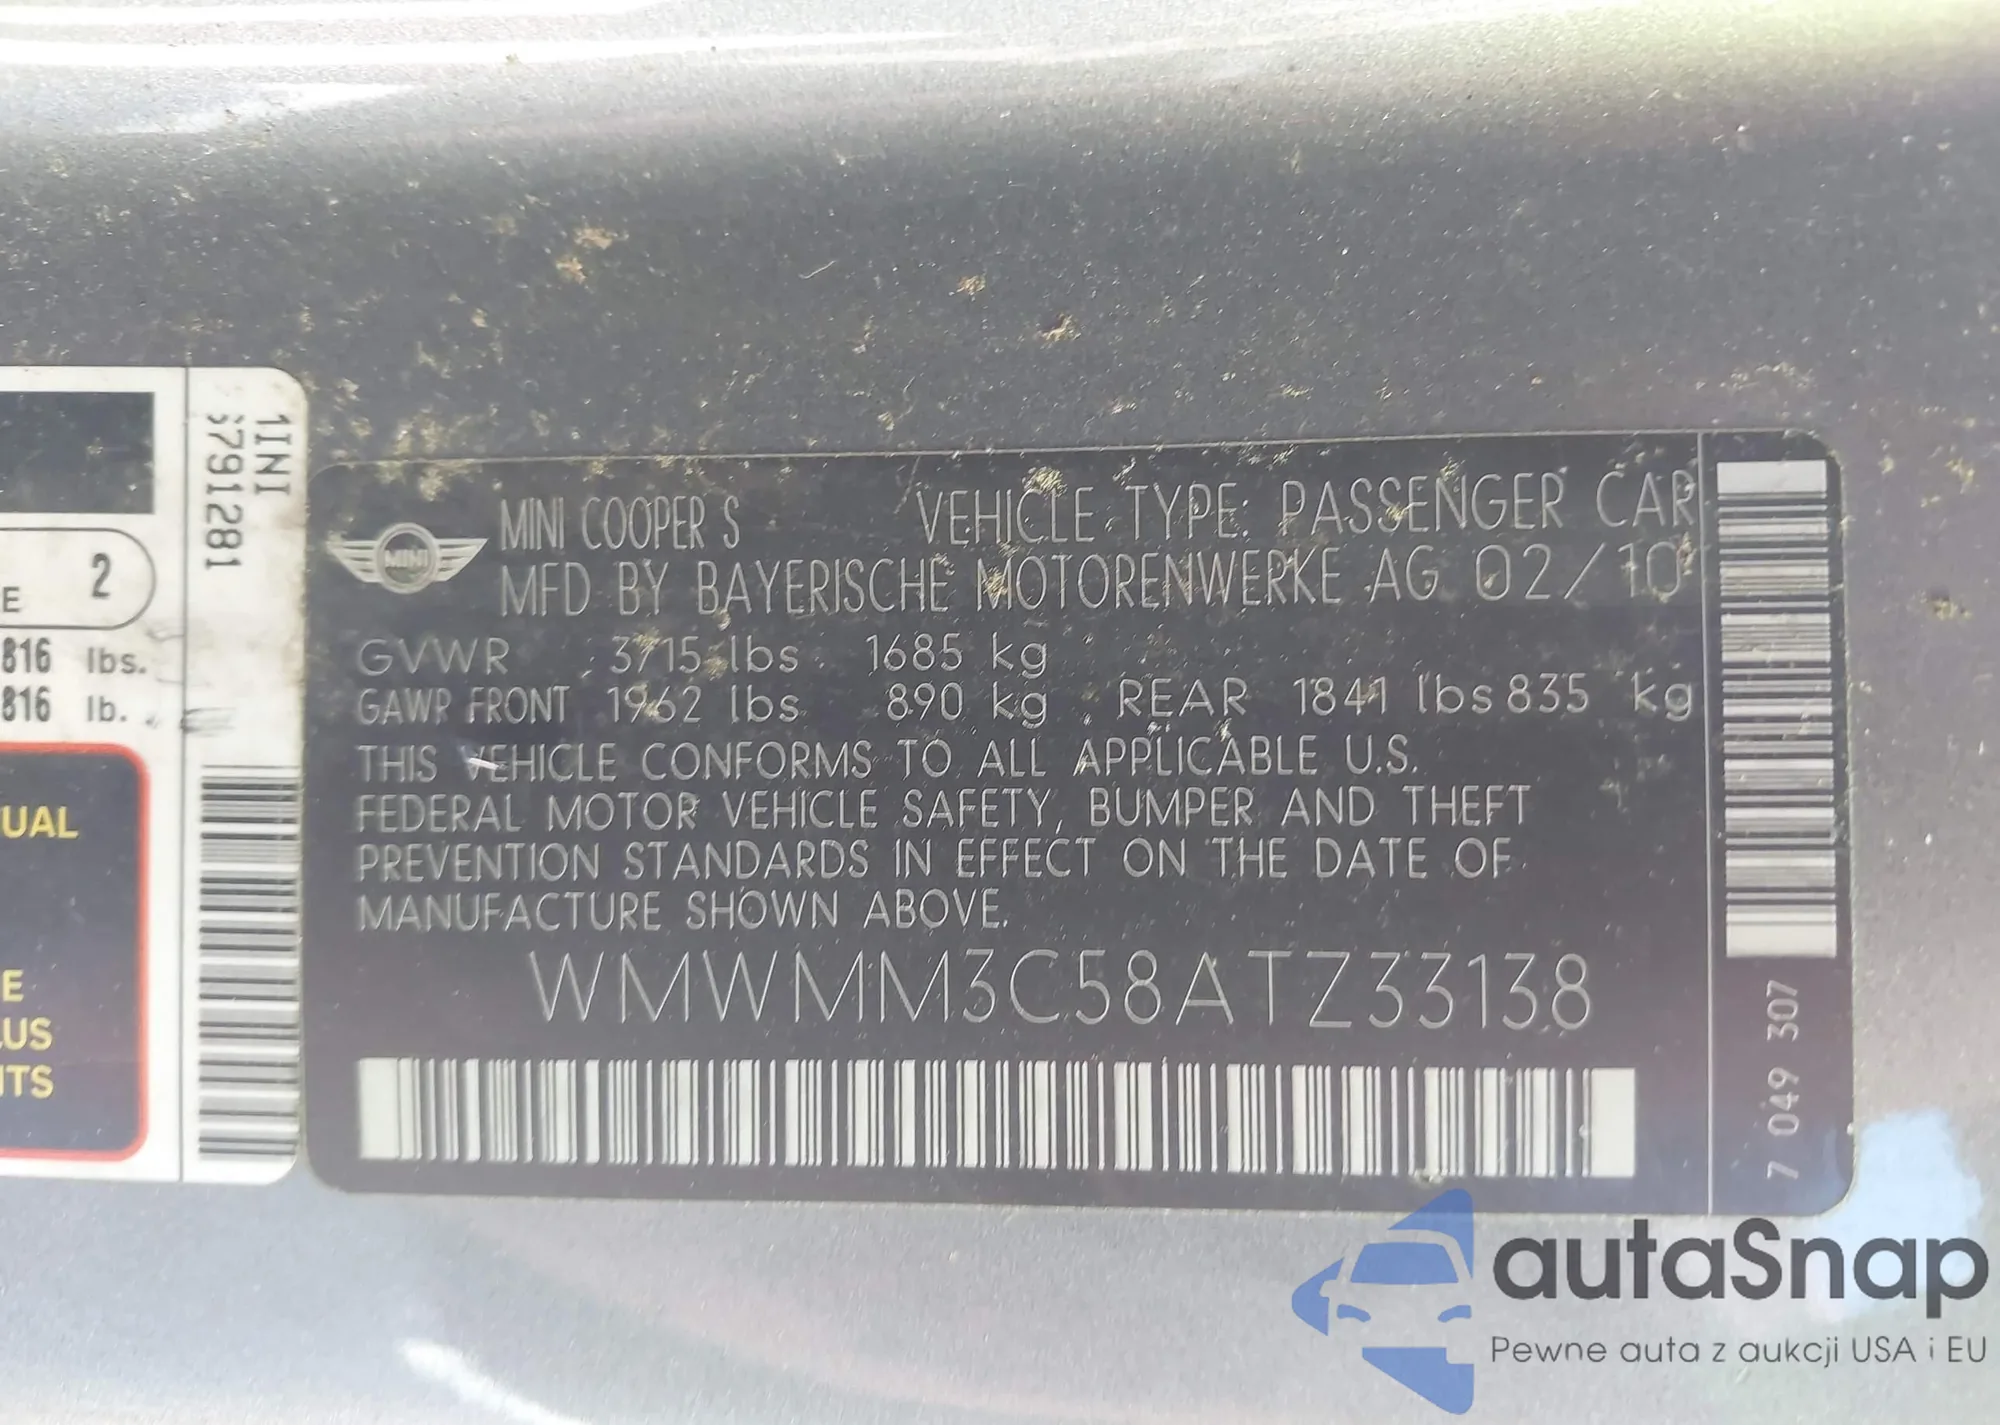 1INI
6791281
E 2
816 lbs.
816 lb.
UAL
E
LUS
ITS
MINI
MINI COOPER S VEHICLE TYPE: PASSENGER CAR
MFD BY BAYERISCHE MOTORENWERKE AG 02/10
GVWR 3715 lbs 1685 kg
GAWR FRONT 1962 lbs 890 kg REAR 1841 lbs 835 kg
THIS VEHICLE CONFORMS TO ALL APPLICABLE U.S.
FEDERAL MOTOR VEHICLE SAFETY, BUMPER AND THEFT
PREVENTION STANDARDS IN EFFECT ON THE DATE OF
MANUFACTURE SHOWN ABOVE.
WMWMM3C58ATZ33138
7 049 307
autaSnap
Pewne auta z aukcji USA i EU